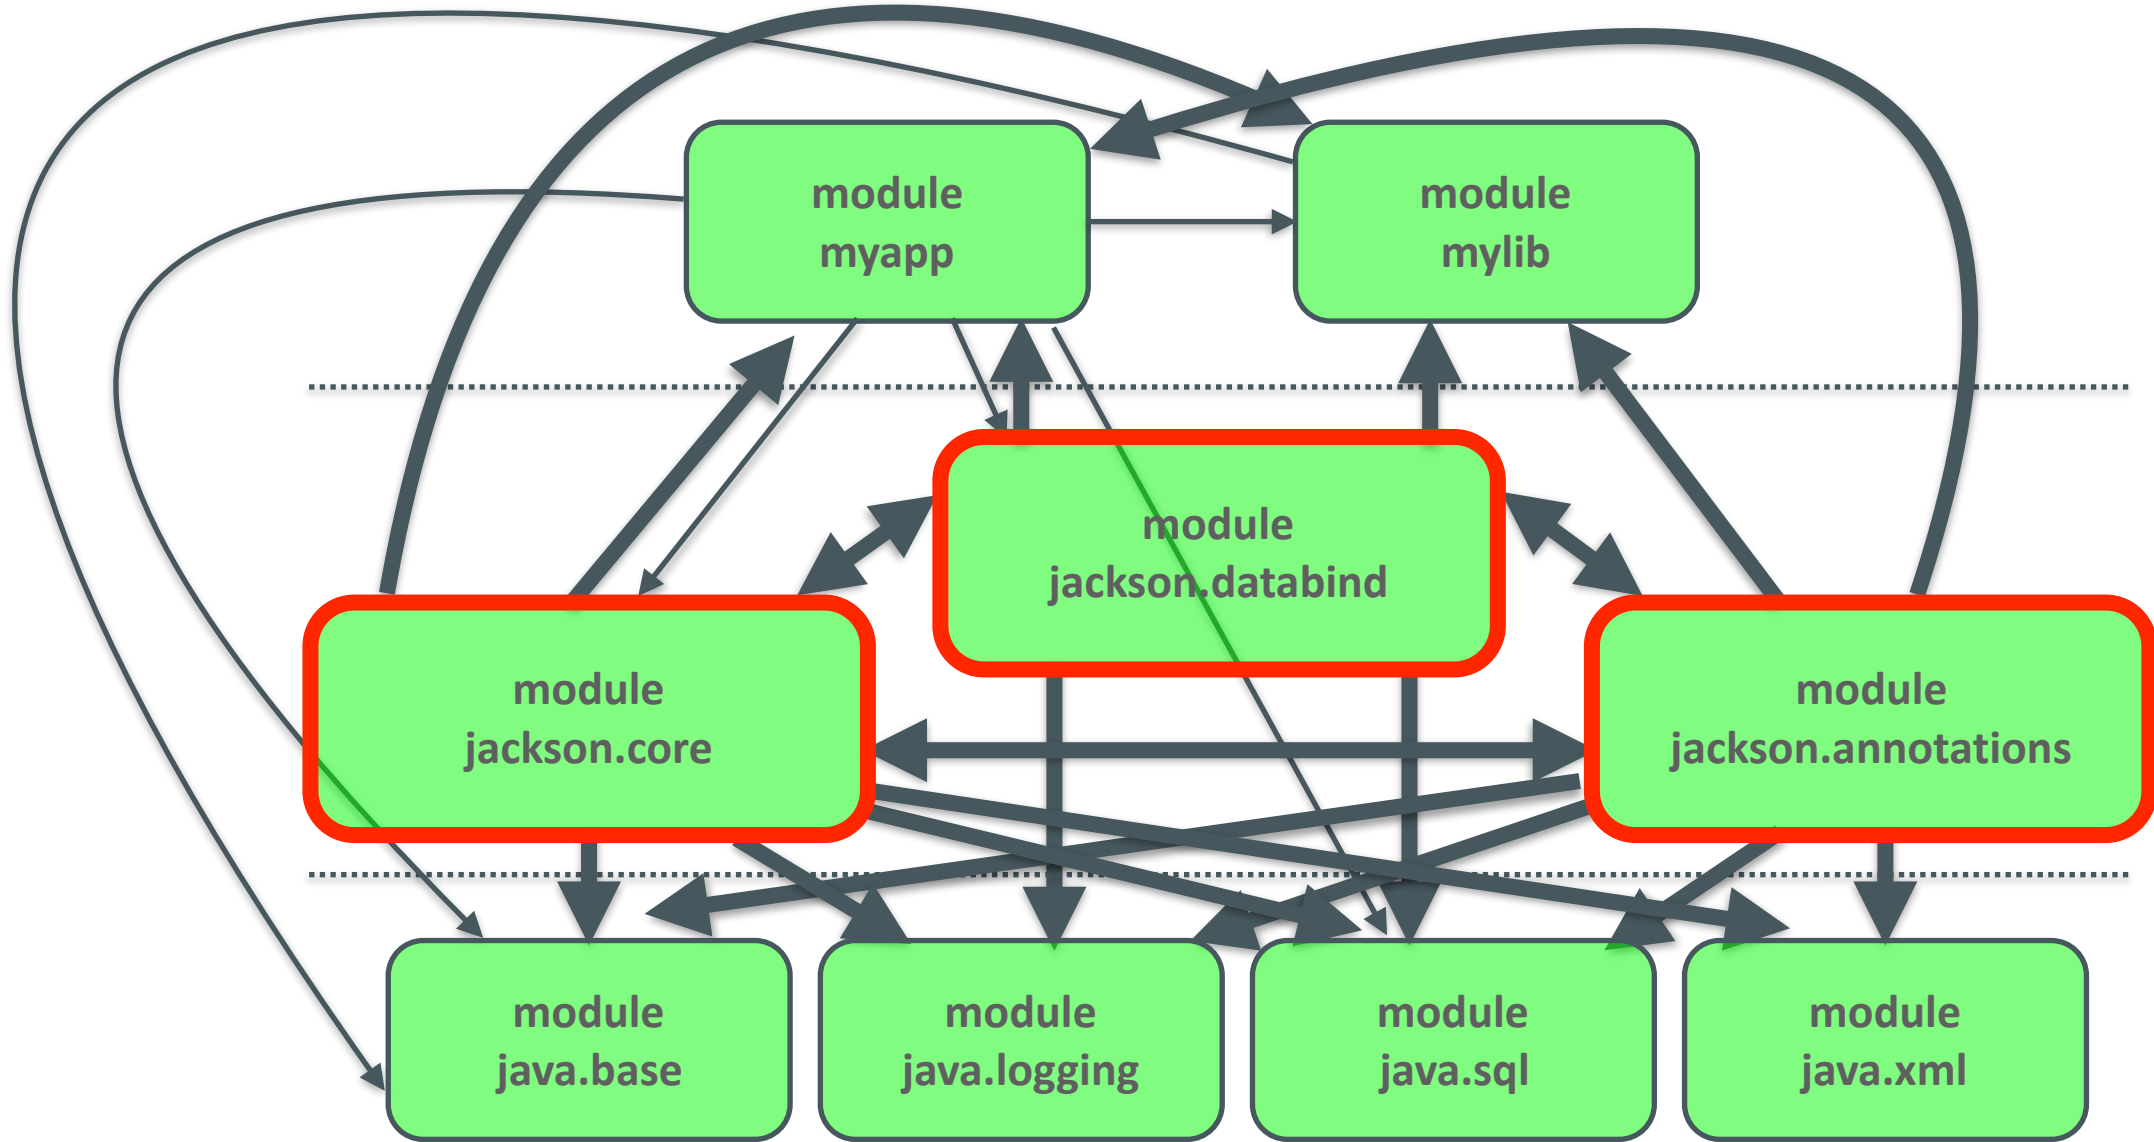 module
myapp
module
mylib
module
jackson.databind
module
jackson.core
module
jackson.annotations
module
java.base
module
java.logging
module
java.sql
module
java.xml